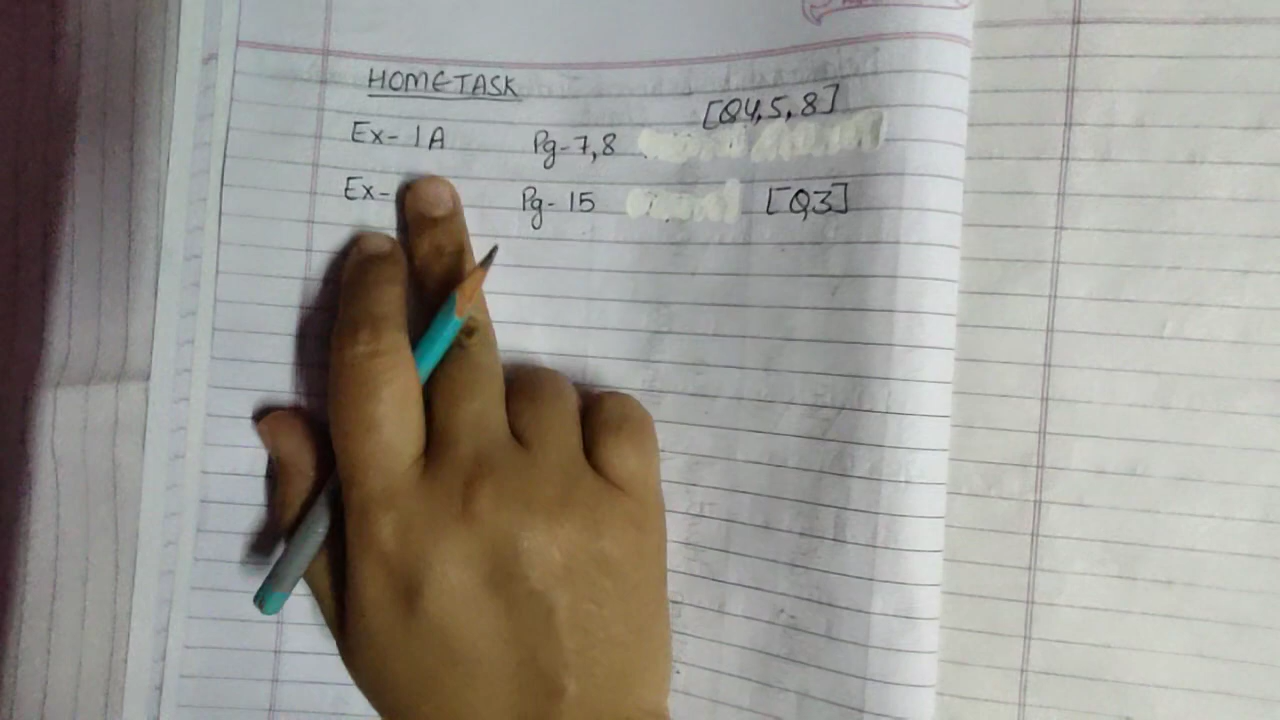 HOMETASK
[Q4,5,8]
Ex- 1A Pg-7,8
Ex- Pg- 15 [Q3]